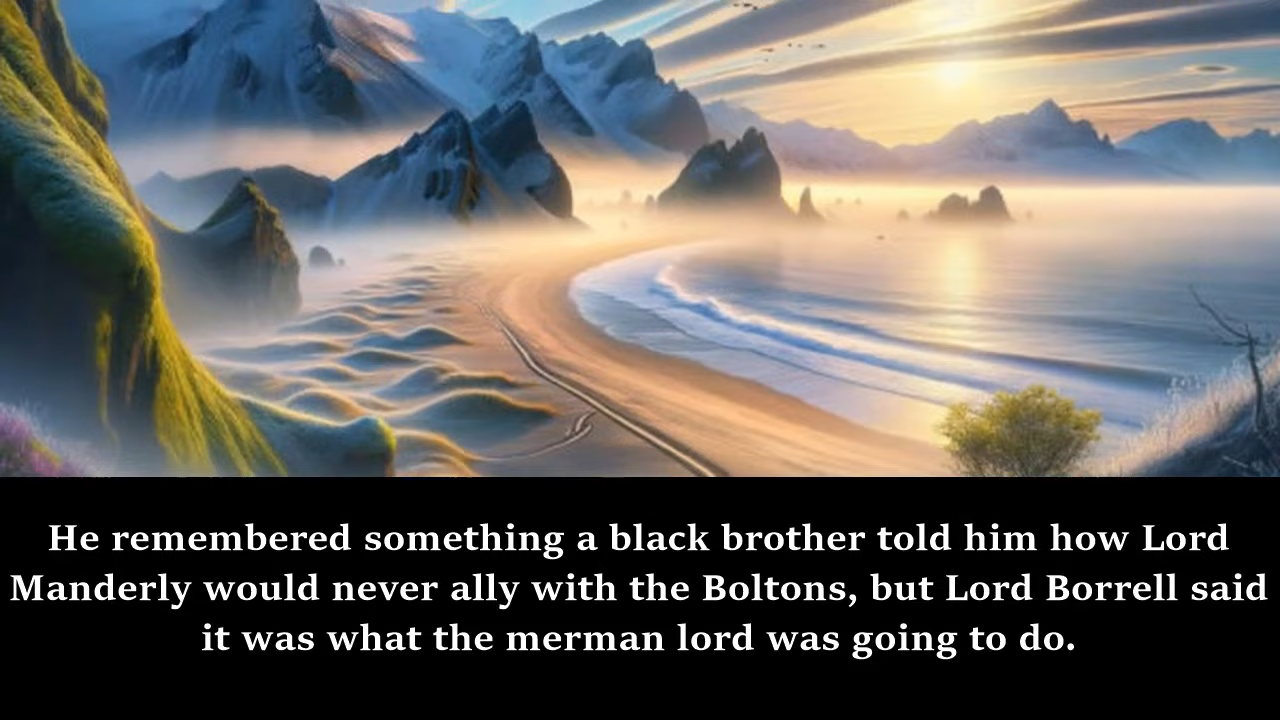 He remembered something a black brother told him how Lord
Manderly would never ally with the Boltons, but Lord Borrell said
it was what the merman lord was going to do.